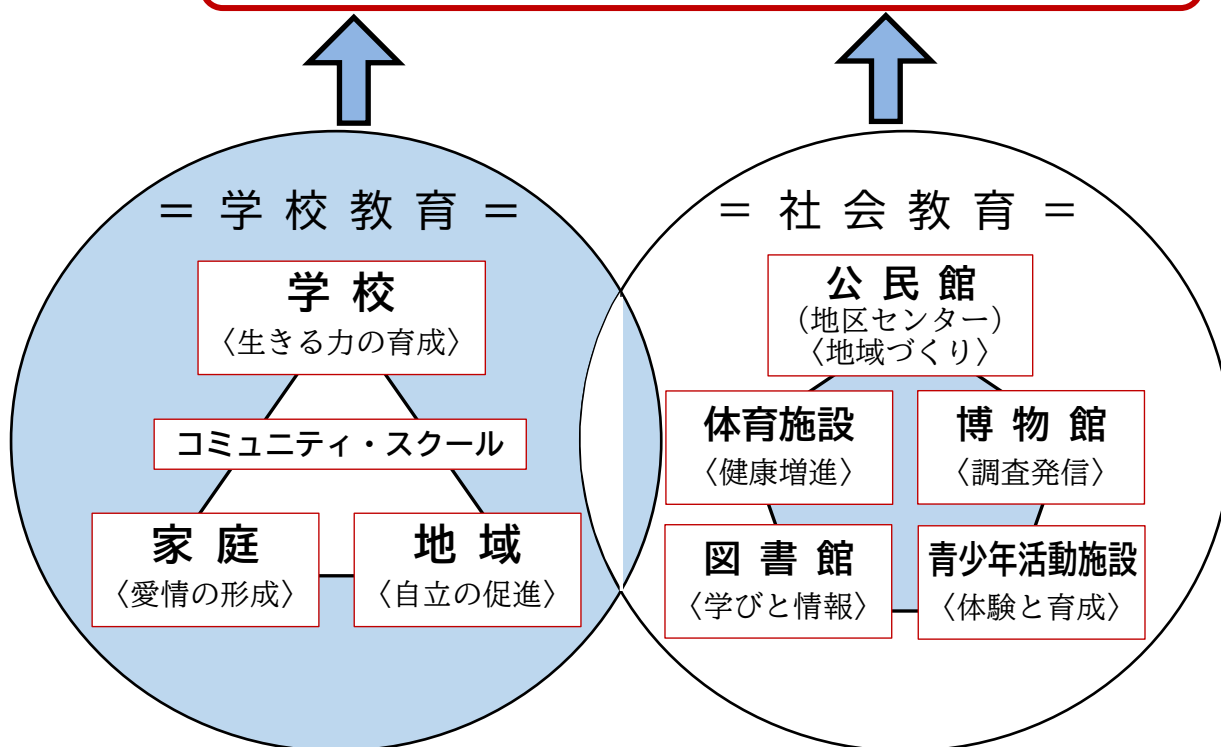 ＝ 学 校 教 育 ＝
学 校
〈生きる力の育成〉
コミュニティ・スクール
家 庭
〈愛情の形成〉
地 域
〈自立の促進〉
＝ 社 会 教 育 ＝
公 民 館
（地区センター）
〈地域づくり〉
体育施設
〈健康増進〉
博 物 館
〈調査発信〉
図 書 館
〈学びと情報〉
青少年活動施設
〈体験と育成〉